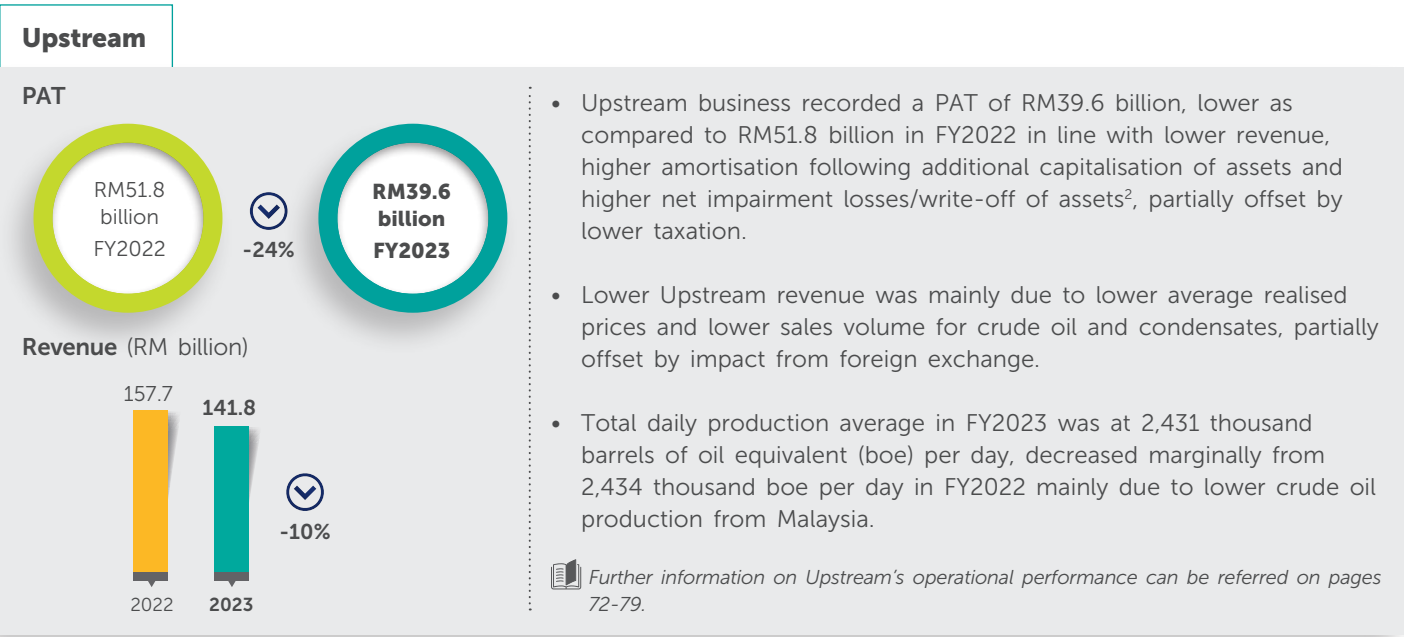 Upstream
PAT
RM51.8
billion
FY2022
-24%
RM39.6
billion
FY2023
Revenue (RM billion)
157.7
141.8
-10%
2022
2023
• Upstream business recorded a PAT of RM39.6 billion, lower as
compared to RM51.8 billion in FY2022 in line with lower revenue,
higher amortisation following additional capitalisation of assets and
higher net impairment losses/write-off of assets², partially offset by
lower taxation.
• Lower Upstream revenue was mainly due to lower average realised
prices and lower sales volume for crude oil and condensates, partially
offset by impact from foreign exchange.
• Total daily production average in FY2023 was at 2,431 thousand
barrels of oil equivalent (boe) per day, decreased marginally from
2,434 thousand boe per day in FY2022 mainly due to lower crude oil
production from Malaysia.
Further information on Upstream's operational performance can be referred on pages
72-79.